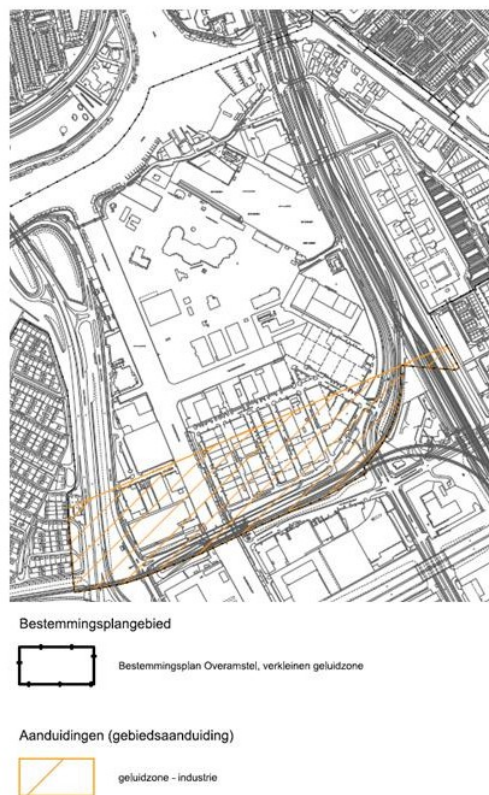 Bestemmingsplangebied
Bestemmingsplan Overamstel, verkleinen geluidzone
Aanduidingen (gebiedsaanduiding)
geluidzone - industrie